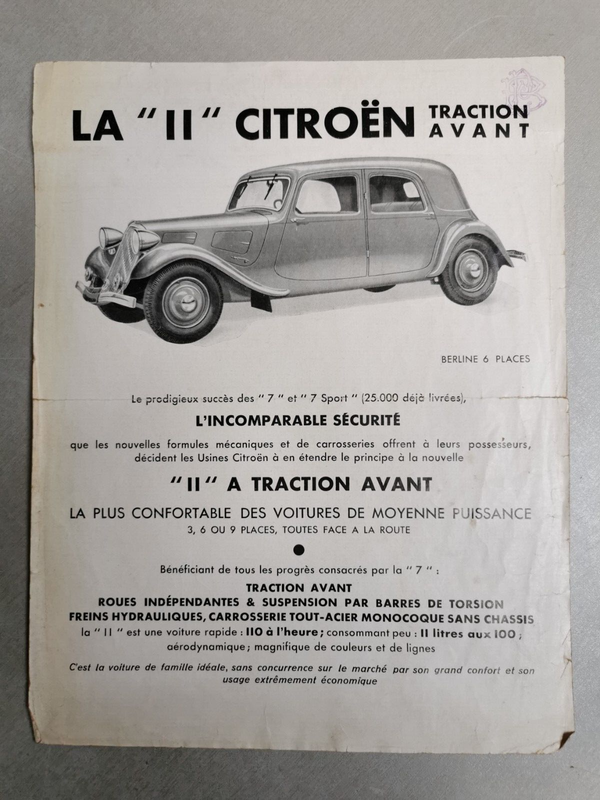 LA "11" CITROËN TRACTION AVANT
BERLINE 6 PLACES
Le prodigieux succès des "7" et "7 Sport" (25.000 déjà livrées),
L'INCOMPARABLE SÉCURITÉ
que les nouvelles formules mécaniques et de carrosseries offrent à leurs possesseurs,
décident les Usines Citroën à en étendre le principe à la nouvelle
"11" A TRACTION AVANT
LA PLUS CONFORTABLE DES VOITURES DE MOYENNE PUISSANCE
3, 6 OU 9 PLACES, TOUTES FACE A LA ROUTE
Bénéficiant de tous les progrès consacrés par la "7" :
TRACTION AVANT
ROUES INDÉPENDANTES & SUSPENSION PAR BARRES DE TORSION
FREINS HYDRAULIQUES, CARROSSERIE TOUT-ACIER MONOCOQUE SANS CHASSIS
la "11" est une voiture rapide : 110 à l'heure ; consommant peu : 11 litres aux 100 ;
aérodynamique ; magnifique de couleurs et de lignes
C'est la voiture de famille idéale, sans concurrence sur le marché par son grand confort et son
usage extrêmement économique